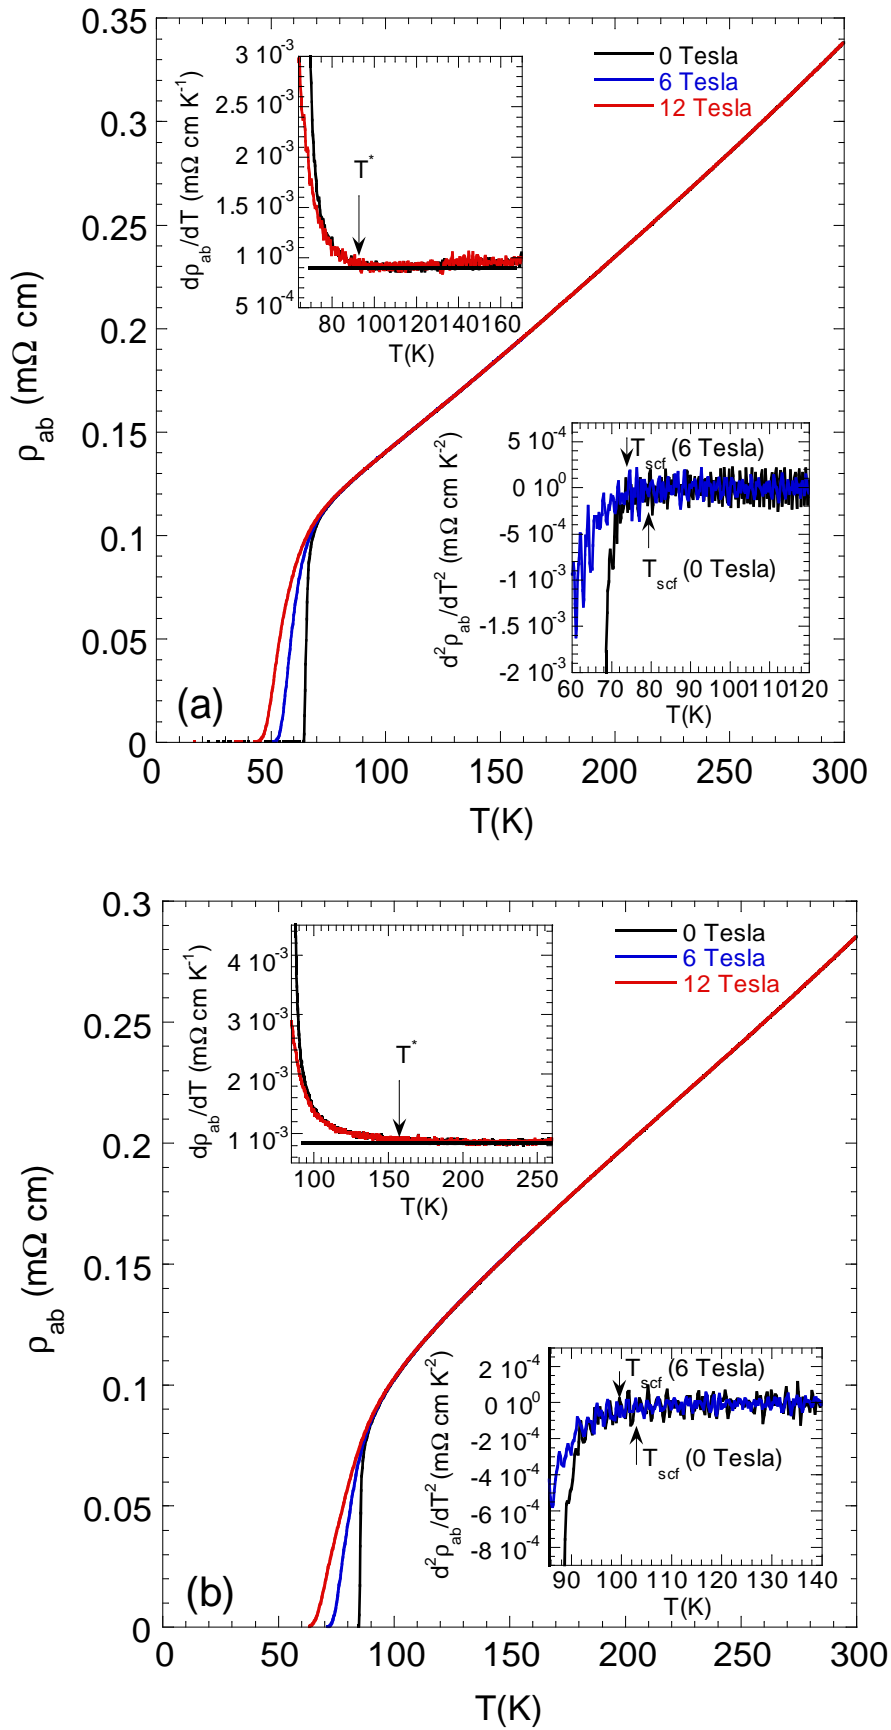 0.35
0.3
0.25
0.2
0.15
0.1
0.05
0
ρab (mΩ cm)
0 50 100 150 200 250 300
T(K)
(a)
0 Tesla
6 Tesla
12 Tesla
3 10-3
2.5 10-3
2 10-3
1.5 10-3
1 10-3
5 10-4
dρab/dT (mΩ cm K-1)
T*
80 100 120 140 160
T(K)
5 10-4
0 100
-5 10-4
-1 10-3
-1.5 10-3
-2 10-3
d2ρab/dT2 (mΩ cm K-2)
Tscf (6 Tesla)
Tscf (0 Tesla)
60 70 80 90 100 110 120
T(K)
0.3
0.25
0.2
0.15
0.1
0.05
0
ρab (mΩ cm)
0 50 100 150 200 250 300
T(K)
(b)
0 Tesla
6 Tesla
12 Tesla
4 10-3
3 10-3
2 10-3
1 10-3
dρab/dT (mΩ cm K-1)
T*
100 150 200 250
T(K)
2 10-4
0 100
-2 10-4
-4 10-4
-6 10-4
-8 10-4
d2ρab/dT2 (mΩ cm K-2)
Tscf (6 Tesla)
Tscf (0 Tesla)
90 100 110 120 130 140
T(K)